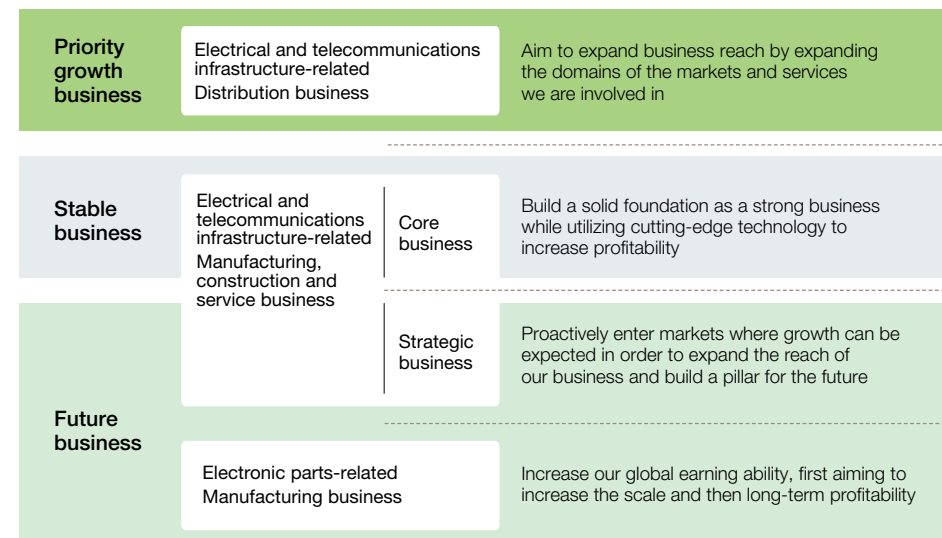 Priority
growth
business
Electrical and telecommunications
infrastructure-related
Distribution business
Aim to expand business reach by expanding
the domains of the markets and services
we are involved in
Stable
business
Electrical and
telecommunications
infrastructure-related
Manufacturing,
construction and
service business
Core
business
Build a solid foundation as a strong business
while utilizing cutting-edge technology to
increase profitability
Future
business
Strategic
business
Proactively enter markets where growth can be
expected in order to expand the reach of
our business and build a pillar for the future
Electronic parts-related
Manufacturing business
Increase our global earning ability, first aiming to
increase the scale and then long-term profitability